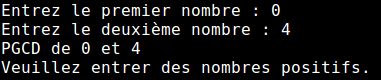 Entrez le premier nombre : 0
Entrez le deuxième nombre : 4
PGCD de 0 et 4
Veuillez entrer des nombres positifs.